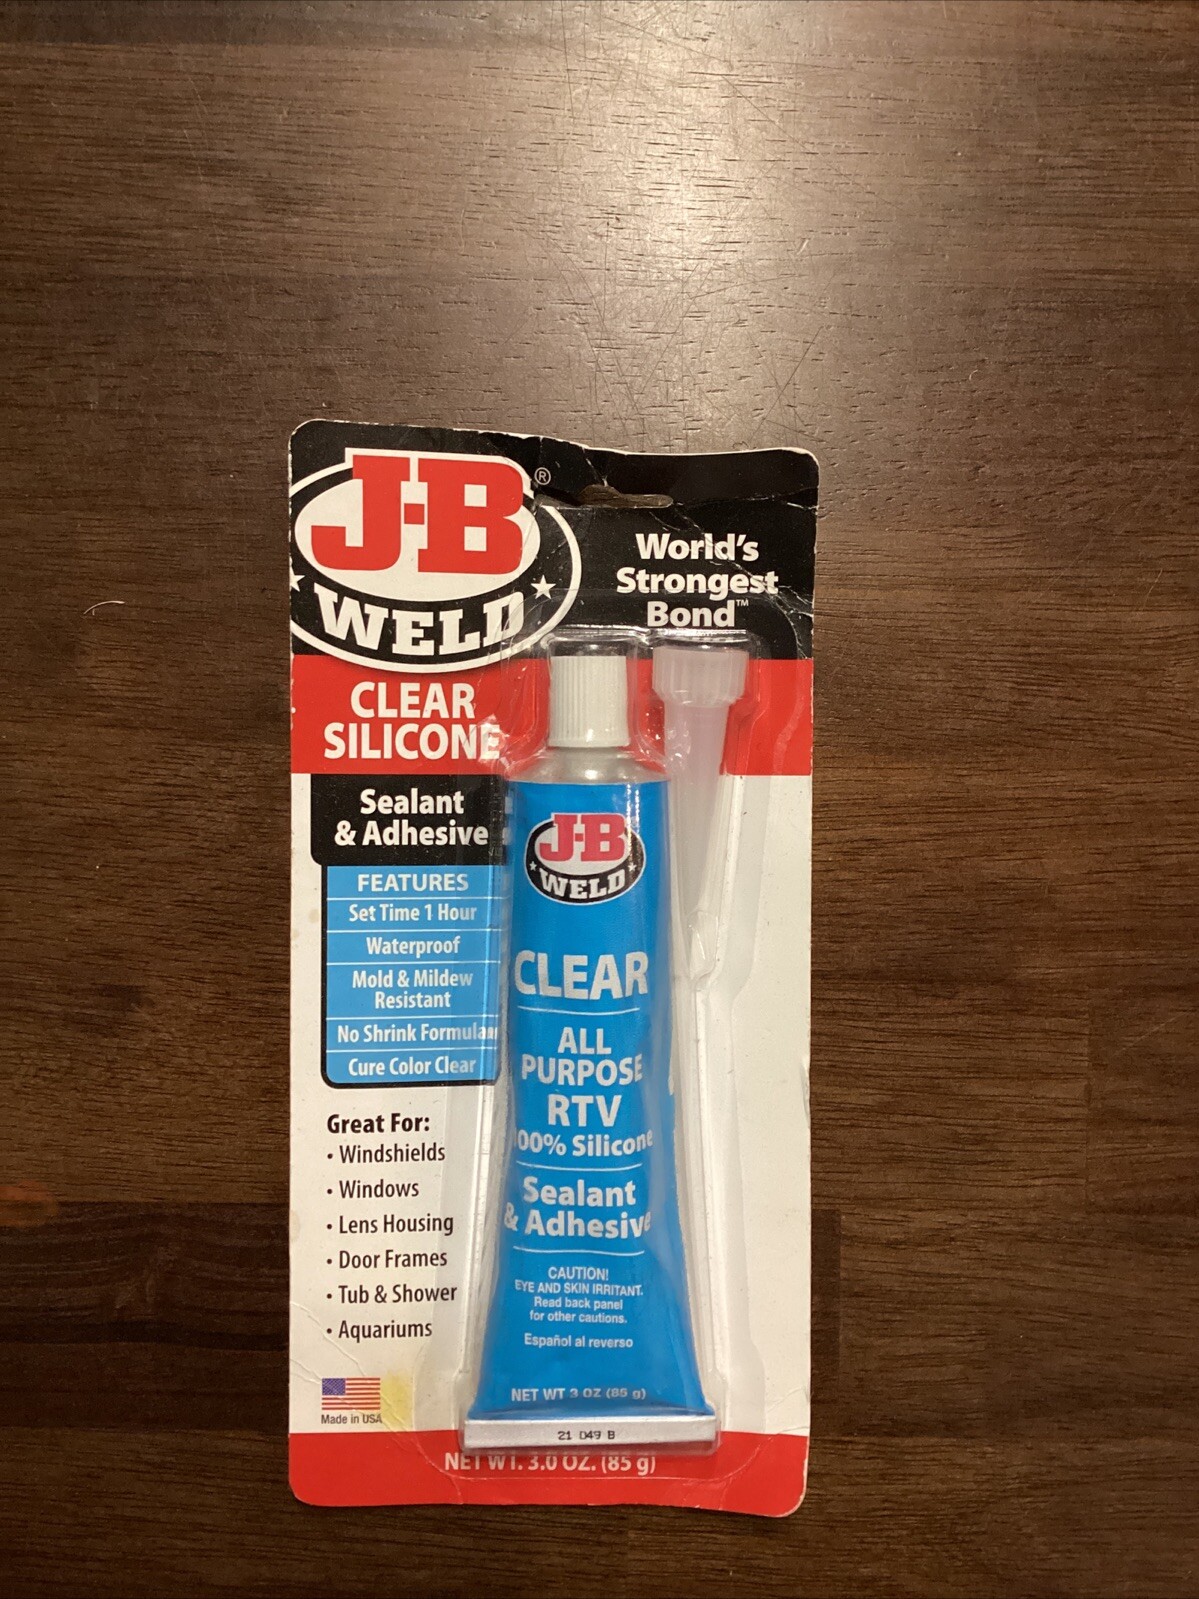 J-B®
WELD
World's
Strongest
Bond™
CLEAR
SILICONE
Sealant
& Adhesive
FEATURES
Set Time 1 Hour
Waterproof
Mold & Mildew
Resistant
No Shrink Formula
Cure Color Clear
Great For:
• Windshields
• Windows
• Lens Housing
• Door Frames
• Tub & Shower
• Aquariums
Made in USA
J-B
WELD
CLEAR
ALL
PURPOSE
RTV
100% Silicone
Sealant
& Adhesive
CAUTION!
EYE AND SKIN IRRITANT.
Read back panel
for other cautions.
Español al reverso
NET WT 3 OZ (85 g)
21 D49 B
NET WT. 3.0 OZ. (85 g)